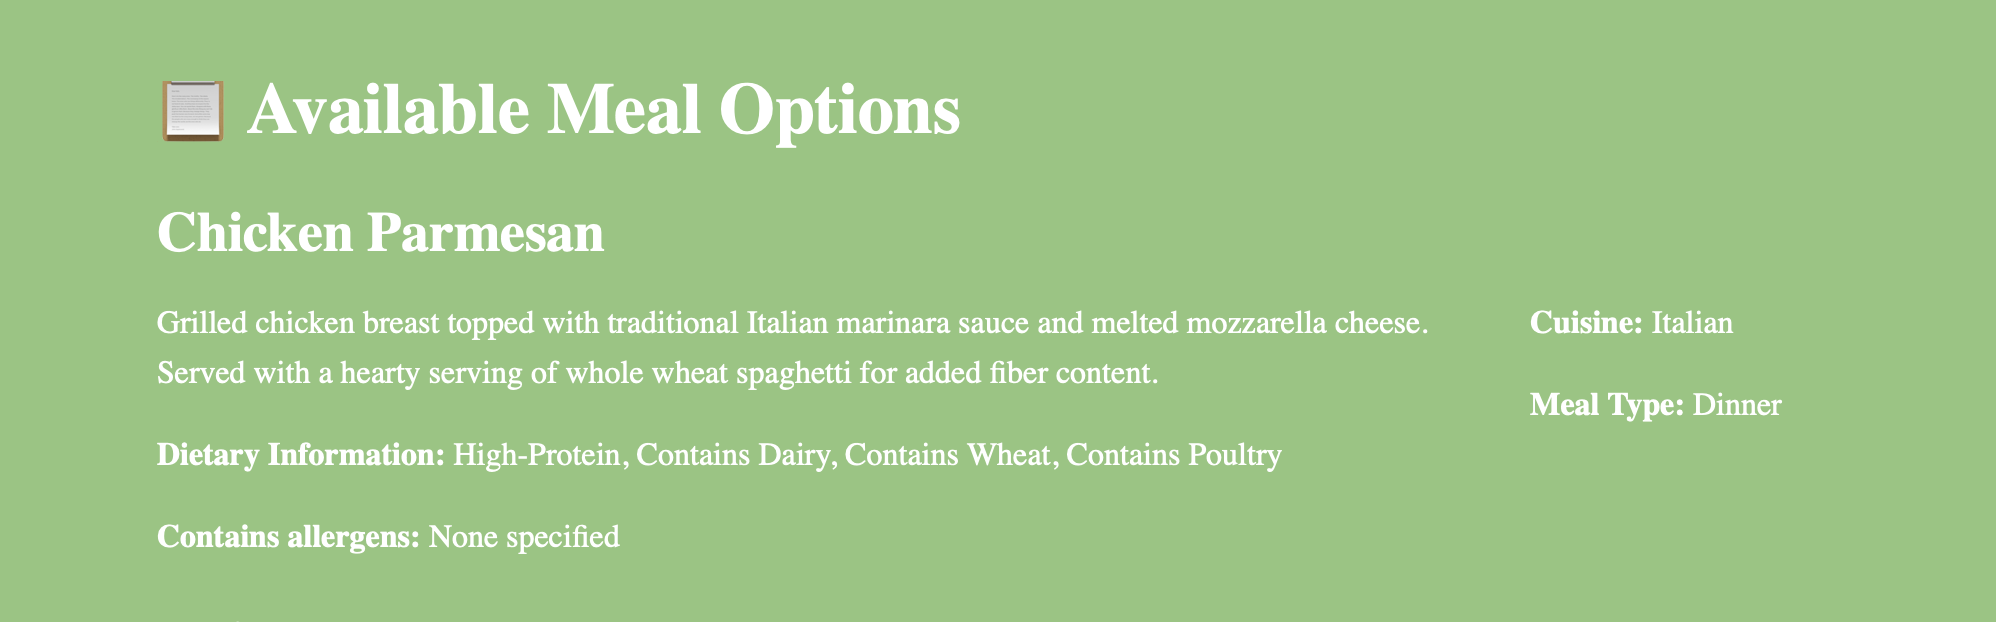 Available Meal Options
Chicken Parmesan
Grilled chicken breast topped with traditional Italian marinara sauce and melted mozzarella cheese.
Served with a hearty serving of whole wheat spaghetti for added fiber content.
Dietary Information: High-Protein, Contains Dairy, Contains Wheat, Contains Poultry
Contains allergens: None specified
Cuisine: Italian
Meal Type: Dinner